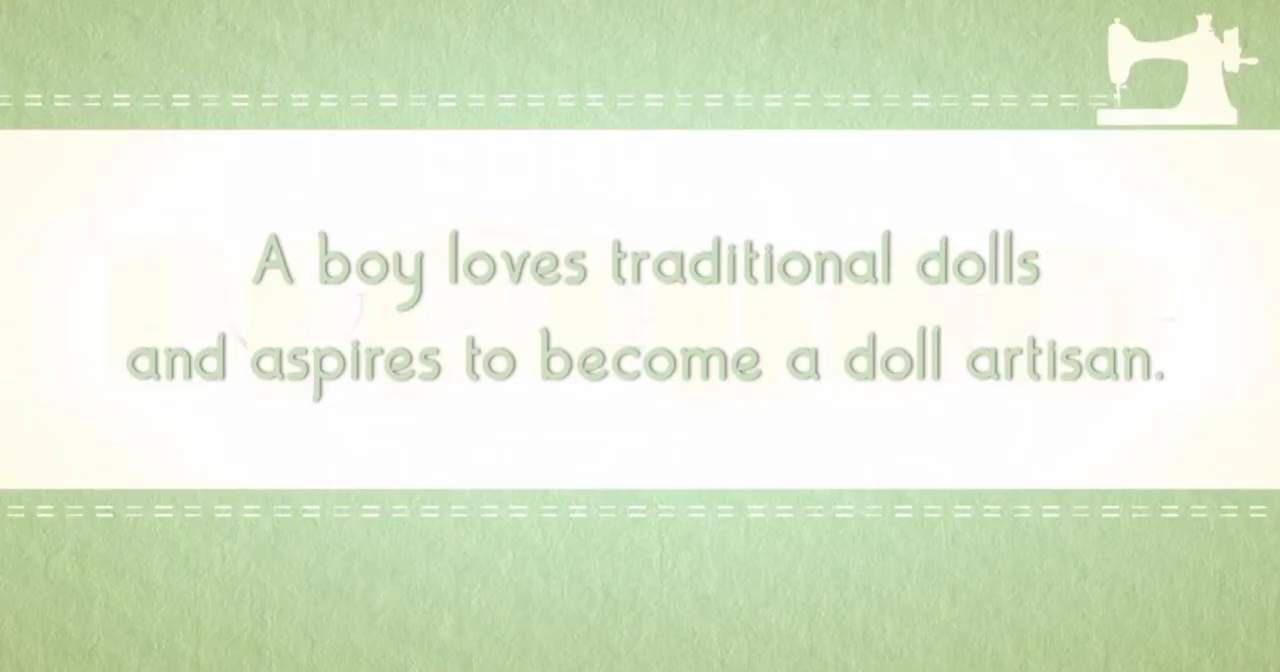 A boy loves traditional dolls
and aspires to become a doll artisan.